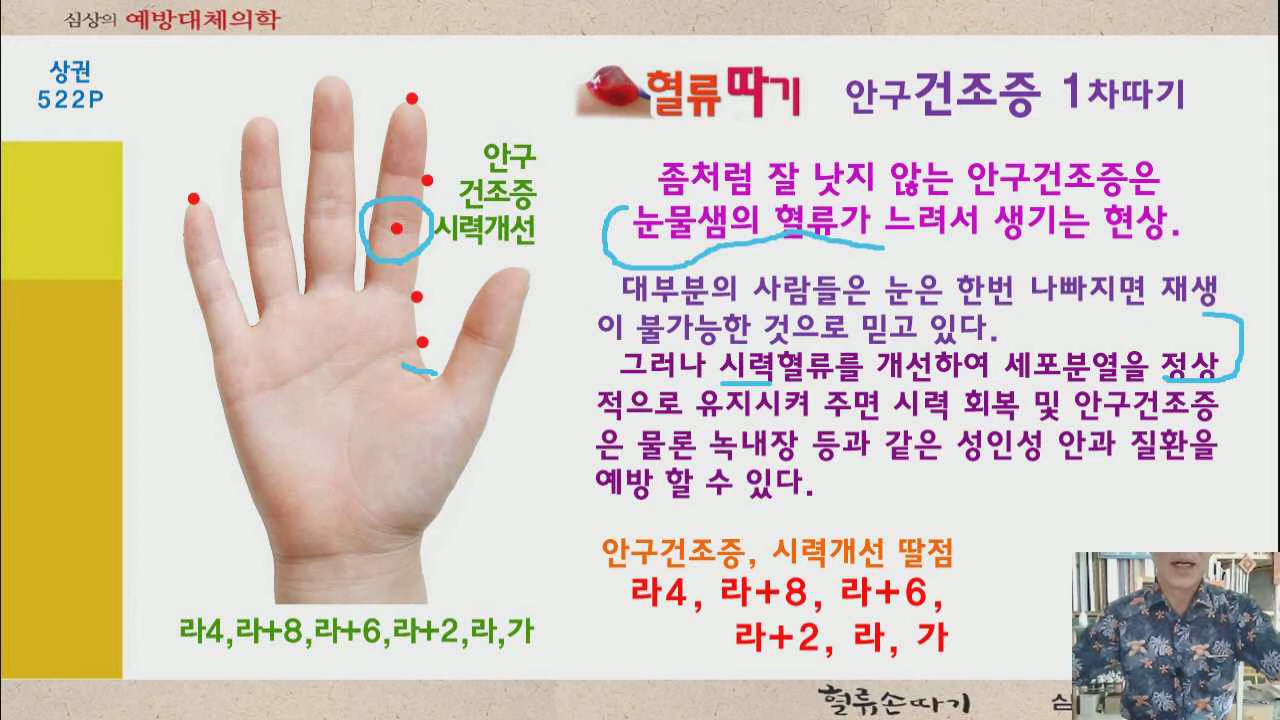 심상의 예방대체의학
상권
522P
혈류따기 안구건조증 1차따기
안구
건조증
시력개선
좀처럼 잘 낫지 않는 안구건조증은
눈물샘의 혈류가 느려서 생기는 현상.
대부분의 사람들은 눈은 한번 나빠지면 재생
이 불가능한 것으로 믿고 있다.
그러나 시력혈류를 개선하여 세포분열을 정상
적으로 유지시켜 주면 시력 회복 및 안구건조증
은 물론 녹내장 등과 같은 성인성 안과 질환을
예방 할 수 있다.
안구건조증, 시력개선 딸점
라4, 라+8, 라+6,
라+2, 라, 가
라4,라+8,라+6,라+2,라,가
혈류손따기